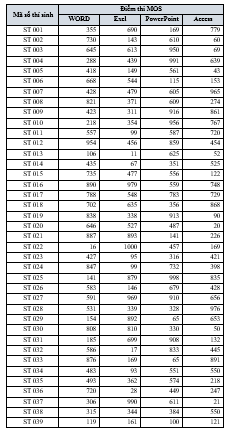 Mã số thí sinh Điểm thi MOS
WORD Exel PowerPoint Access
ST 001 355 690 169 779
ST 002 730 143 610 60
ST 003 645 613 950 69
ST 004 288 439 991 639
ST 005 418 149 561 43
ST 006 668 544 115 153
ST 007 428 479 605 965
ST 008 821 371 609 274
ST 009 423 311 916 861
ST 010 218 354 956 767
ST 011 557 99 587 720
ST 012 954 456 859 454
ST 013 106 11 625 52
ST 014 435 67 351 525
ST 015 735 477 556 122
ST 016 890 979 559 748
ST 017 788 548 783 729
ST 018 702 635 356 868
ST 019 838 338 913 90
ST 020 646 527 487 20
ST 021 887 893 141 226
ST 022 16 1000 457 169
ST 023 427 95 316 421
ST 024 847 99 732 398
ST 025 141 879 998 835
ST 026 583 146 679 428
ST 027 591 969 910 656
ST 028 531 339 328 976
ST 029 154 892 65 653
ST 030 808 810 330 50
ST 031 185 699 908 132
ST 032 586 17 833 445
ST 033 876 169 65 891
ST 034 483 93 551 550
ST 035 493 362 574 218
ST 036 720 28 449 247
ST 037 306 990 611 21
ST 038 315 344 384 550
ST 039 119 161 100 121